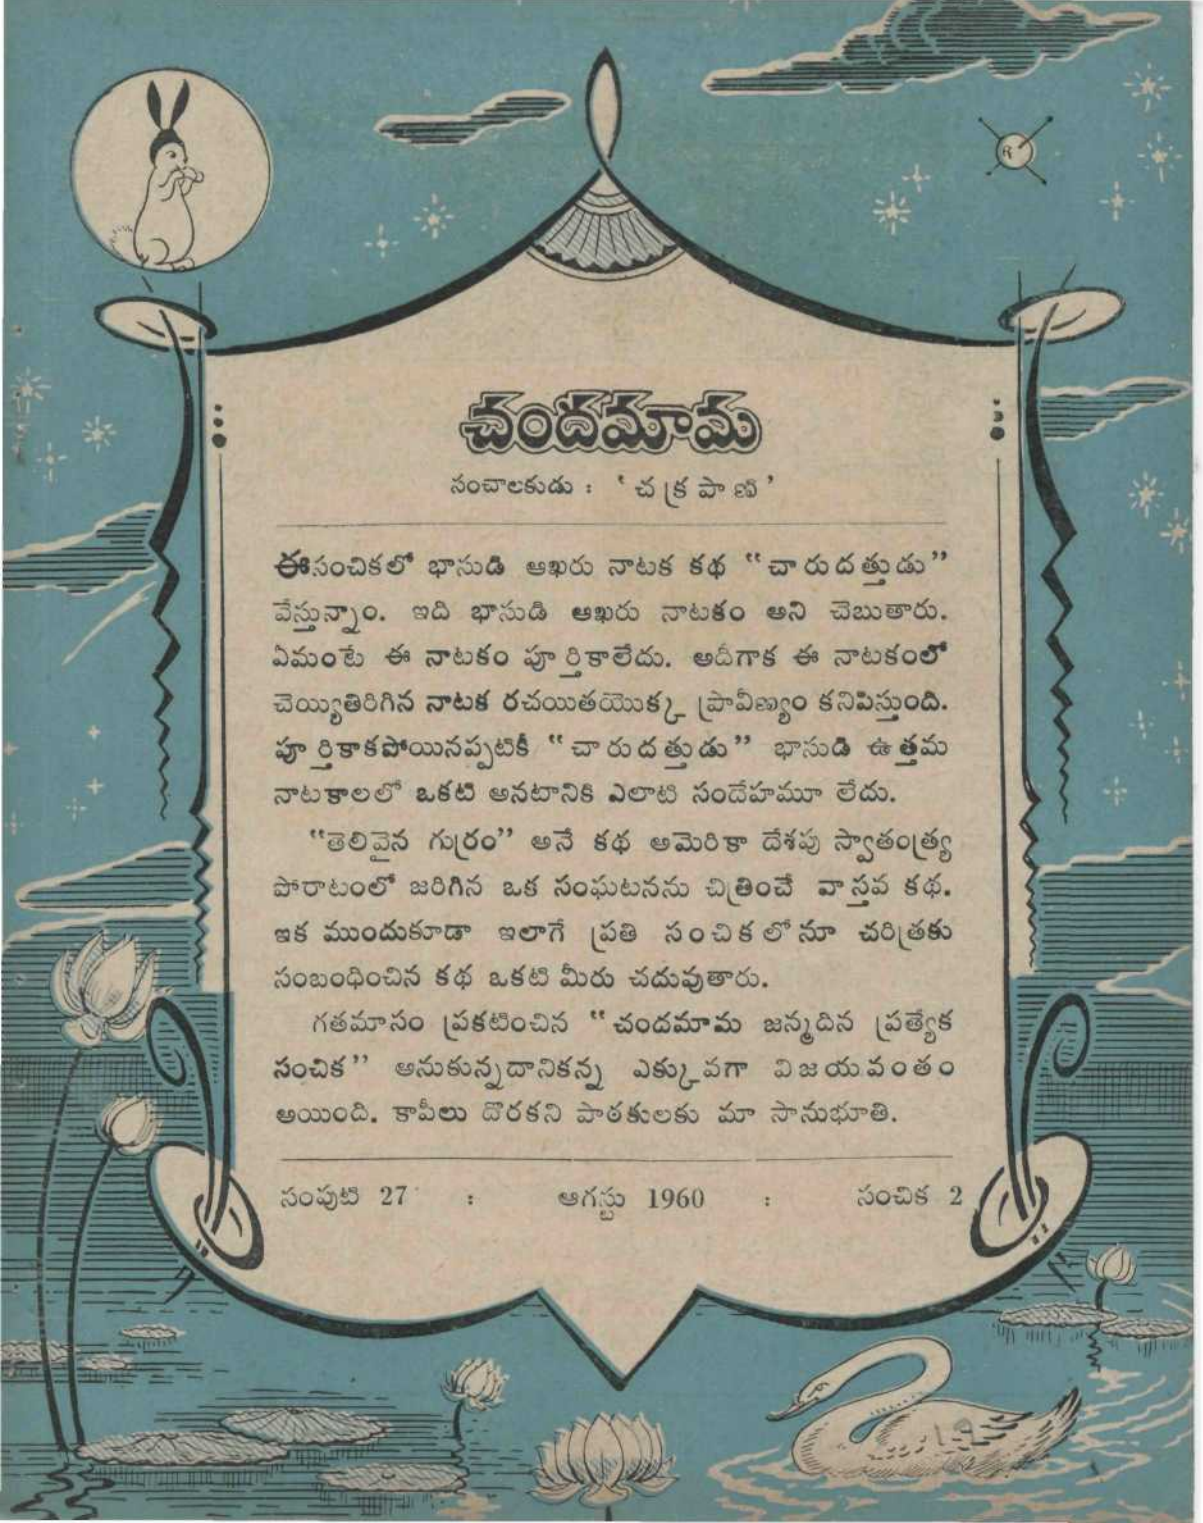 చందమామ
సంచాలకుడు : ‘చక్రపాణి’
ఈసంచికలో భాసుడి ఆఖరు నాటక కథ “చారుదత్తుడు”
వేస్తున్నాం. ఇది భాసుడి ఆఖరు నాటకం అని చెబుతారు.
ఏమంటే ఈ నాటకం పూర్తికాలేదు. అదీగాక ఈ నాటకంలో
చెయ్యితిరిగిన నాటక రచయితయొక్క ప్రావీణ్యం కనిపిస్తుంది.
పూర్తికాకపోయినప్పటికీ “చారుదత్తుడు” భాసుడి ఉత్తమ
నాటకాలలో ఒకటి అనటానికి ఎలాటి సందేహమూ లేదు.
“తెలివైన గుర్రం” అనే కథ అమెరికా దేశపు స్వాతంత్ర్య
పోరాటంలో జరిగిన ఒక సంఘటనను చిత్రించే వాస్తవ కథ.
ఇక ముందుకూడా ఇలాగే ప్రతి సంచికలోనూ చరిత్రకు
సంబంధించిన కథ ఒకటి మీరు చదువుతారు.
గతమాసం ప్రకటించిన “చందమామ జన్మదిన ప్రత్యేక
సంచిక” అనుకున్నదానికన్న ఎక్కువగా విజయవంతం
అయింది. కాపీలు దొరకని పాఠకులకు మా సానుభూతి.
సంపుటి 27 : ఆగస్టు 1960 : సంచిక 2